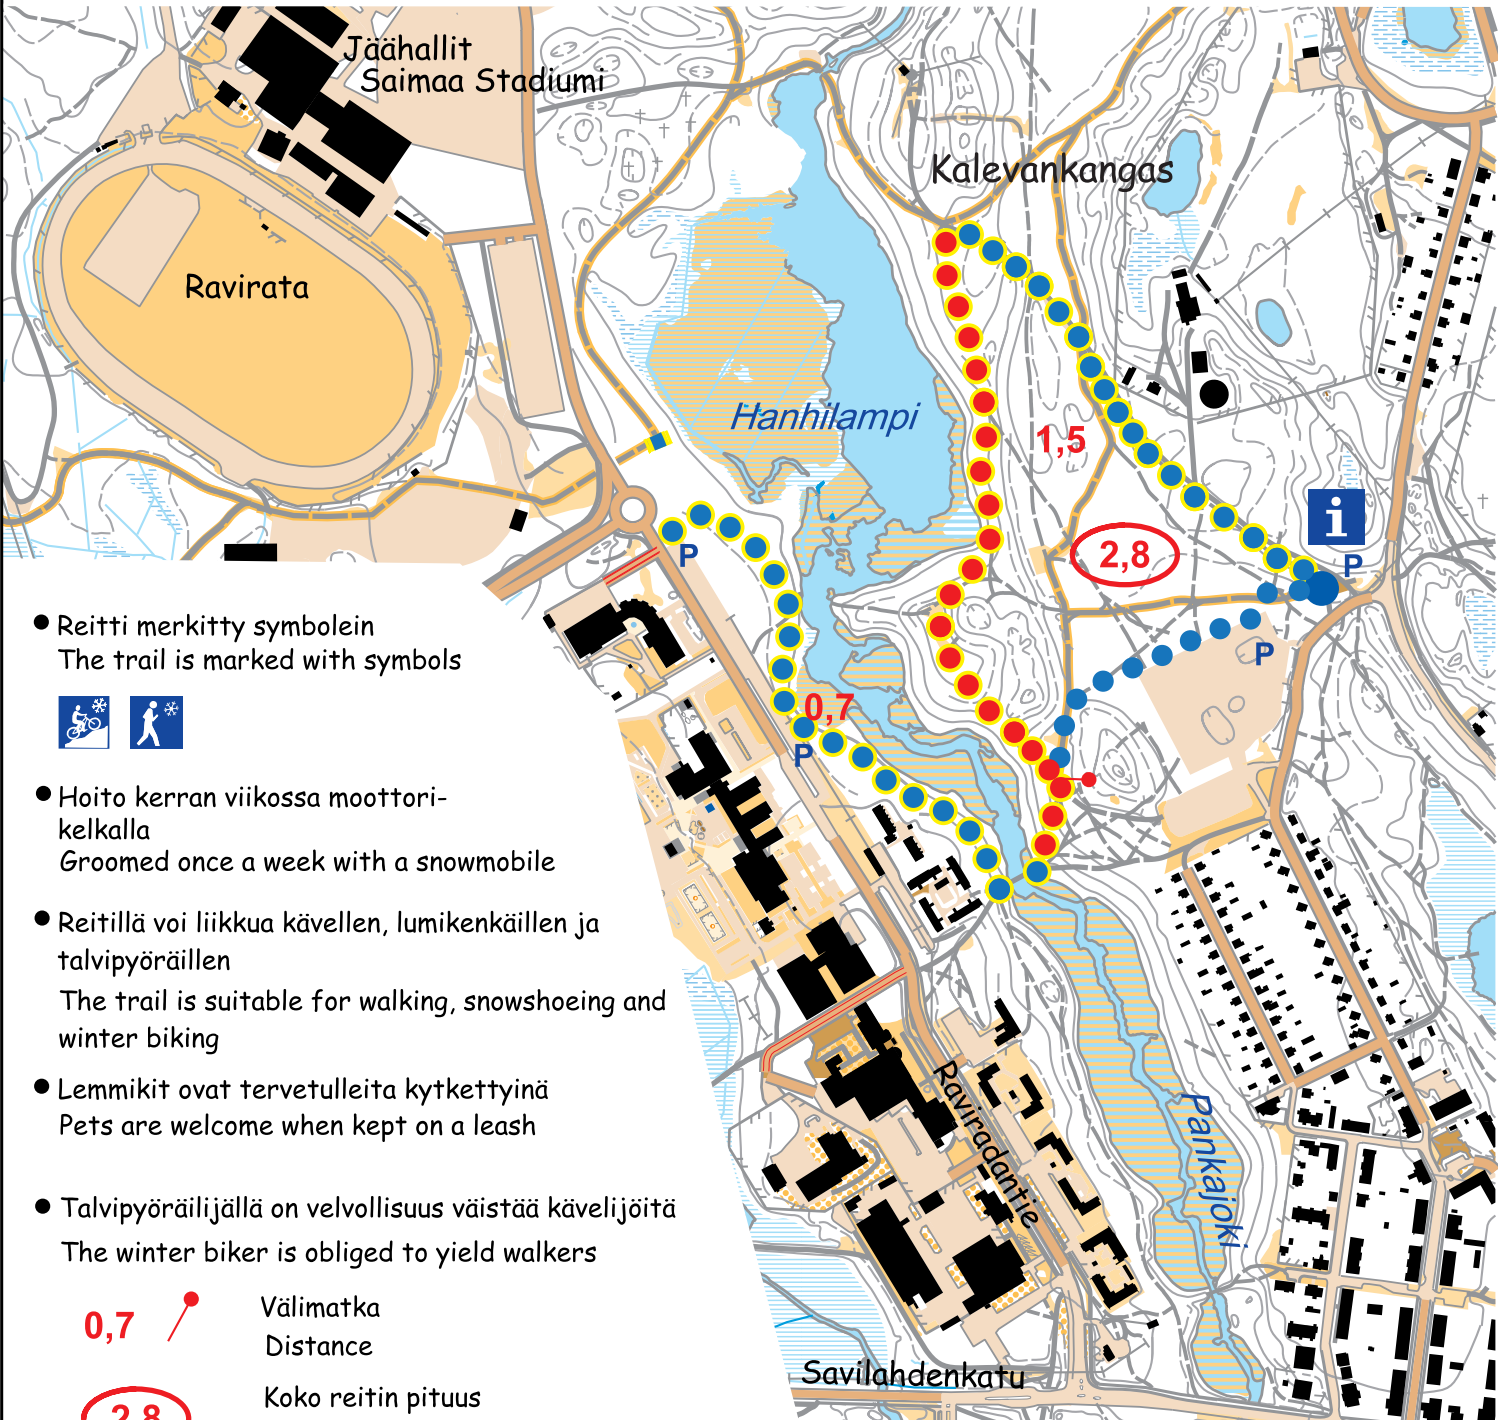 Jäähallit
Saimaa Stadiumi
Kalevankangas
Ravirata
Hanhilampi
1,5
i
P
2,8
P
P
0,7
P
Reitti merkitty symbolein
The trail is marked with symbols
Hoito kerran viikossa moottori-
kelkalla
Groomed once a week with a snowmobile
Reitillä voi liikkua kävellen, lumikenkäillen ja
talvipyöräillen
The trail is suitable for walking, snowshoeing and
winter biking
Lemmikit ovat tervetulleita kytkettyinä
Pets are welcome when kept on a leash
Raviradantie
Pankajoki
Talvipyöräilijällä on velvollisuus väistää kävelijöitä
The winter biker is obliged to yield walkers
0,7
Välimatka
Distance
Savilahdenkatu
2,8
Koko reitin pituus